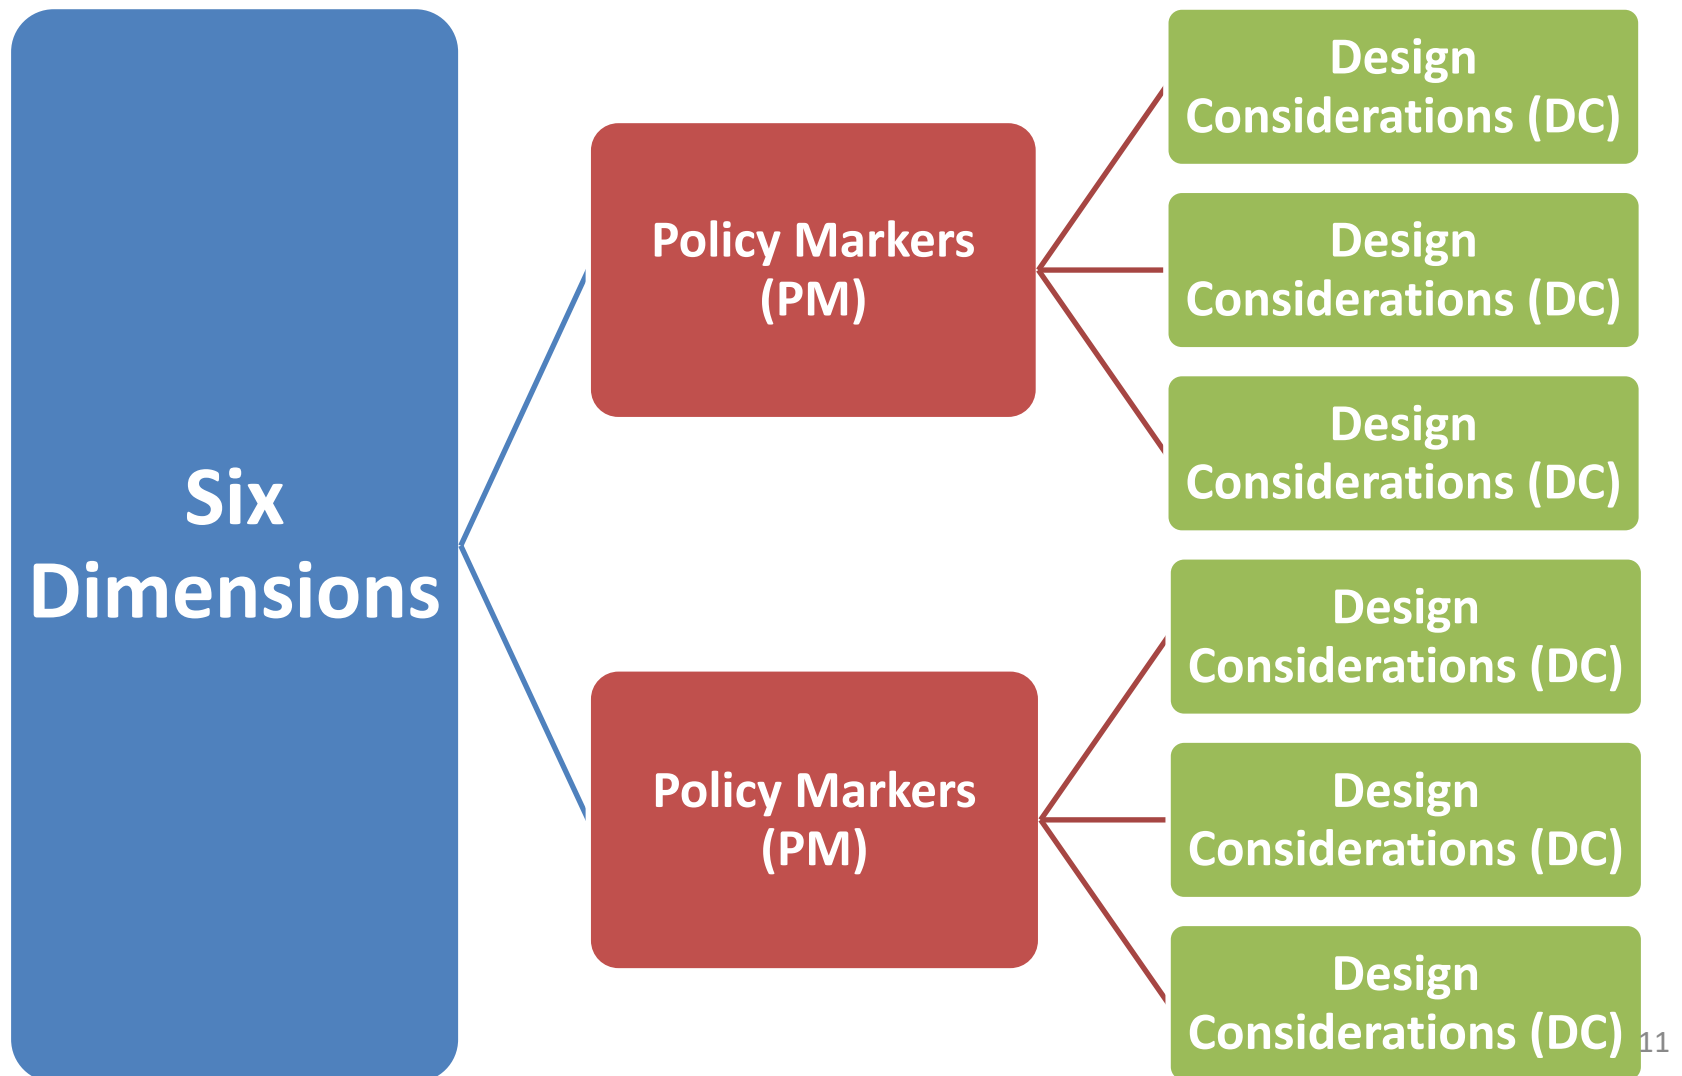 Six
Dimensions
Policy Markers
(PM)
Policy Markers
(PM)
Design
Considerations (DC)
Design
Considerations (DC)
Design
Considerations (DC)
Design
Considerations (DC)
Design
Considerations (DC)
Design
Considerations (DC)
11